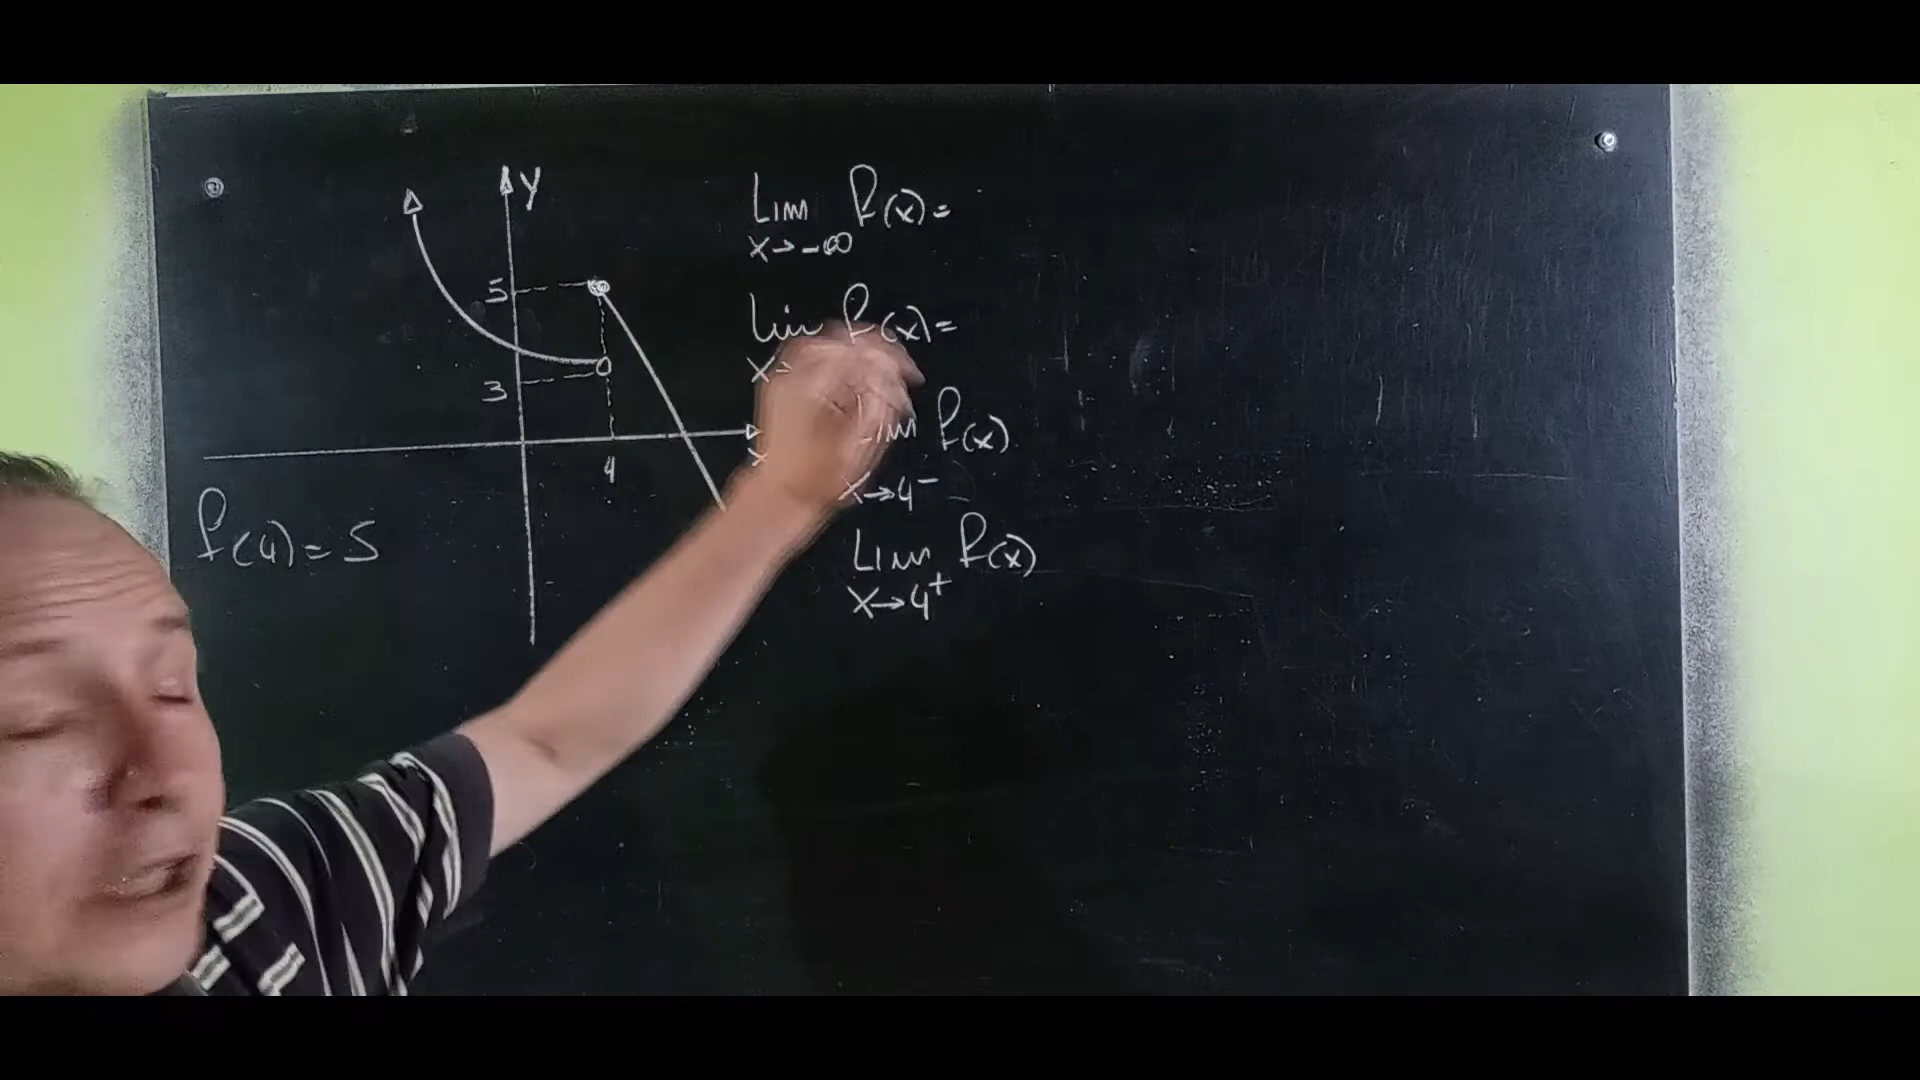 y
5
3
4
x
f(4)=5
Lim f(x)=
x→-∞
Lim f(x)=
x→
Lim f(x)
x→4⁻
Lim f(x)
x→4⁺